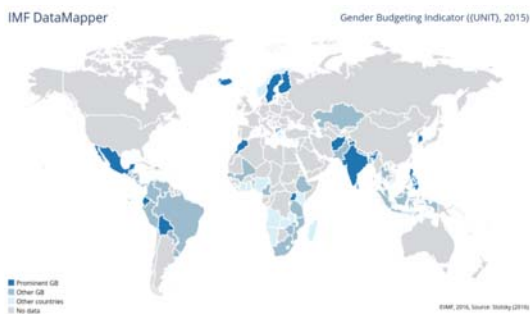 IMF DataMapper
Gender Budgeting Indicator ({UNIT}, 2015)
Prominent GB
Other GB
Other countries
No data
©IMF, 2016, Source: Stotsky (2016)